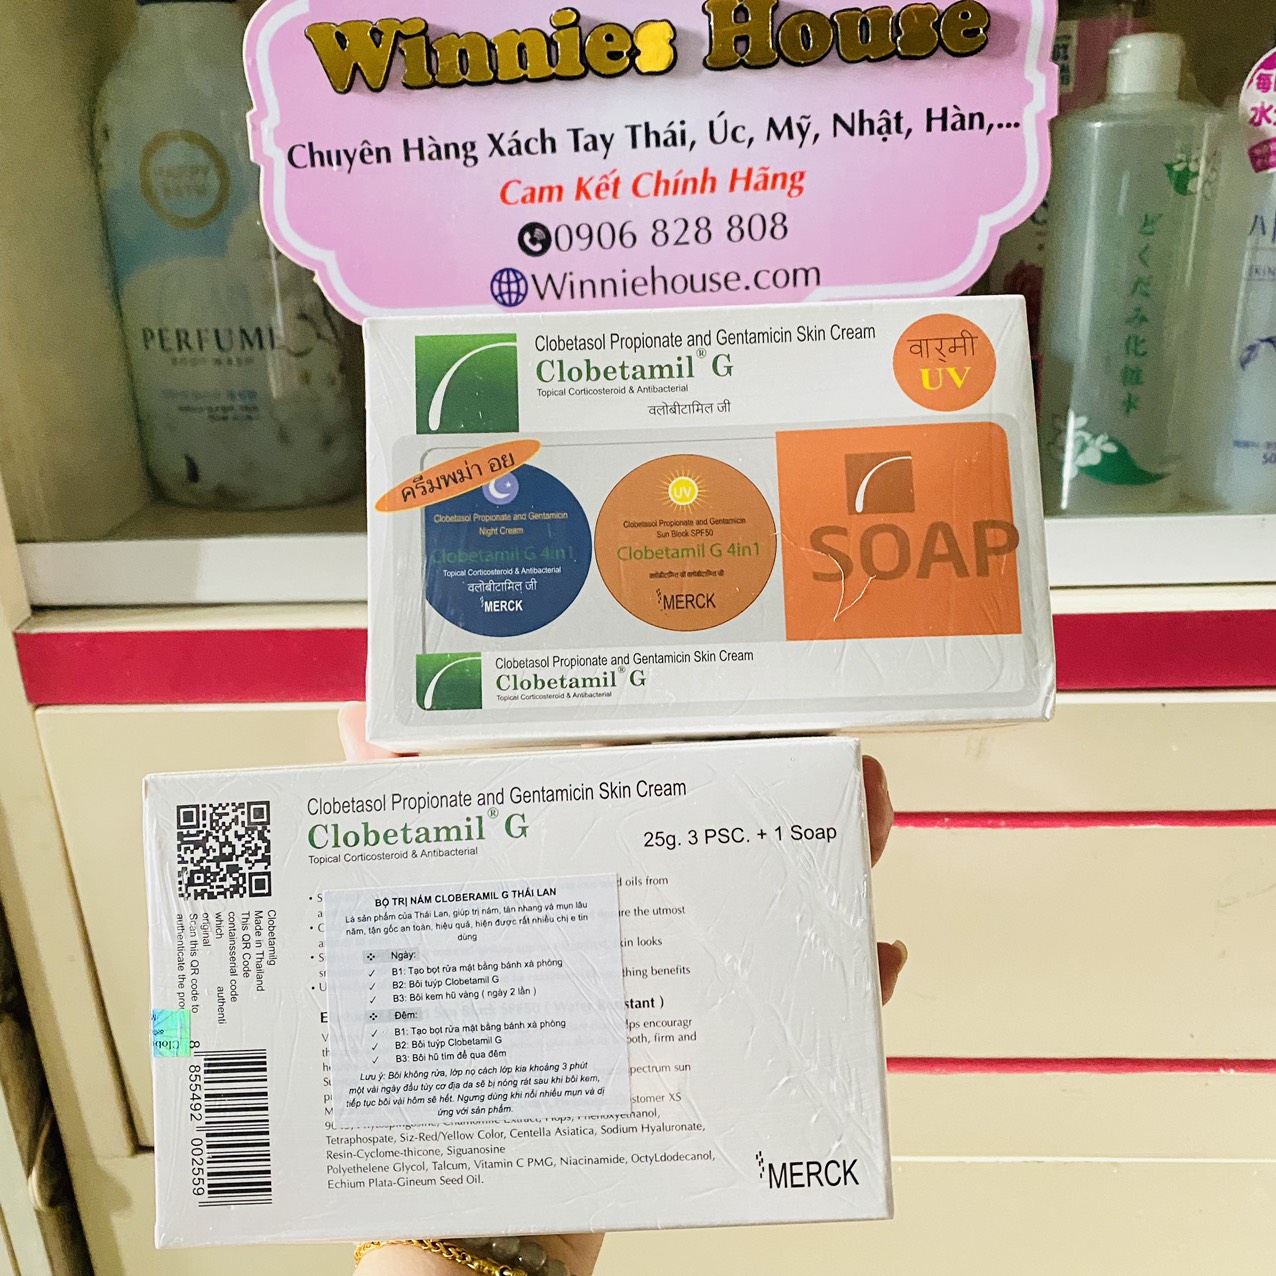 Winnies House
Chuyên Hàng Xách Tay Thái, Úc, Mỹ, Nhật, Hàn,...
Cam Kết Chính Hãng
0906 828 808
Winniehouse.com
HAPPY
PERFUME
BODY WASH
どくだみ化粧水
Clobetasol Propionate and Gentamicin Skin Cream
Clobetamil® G
Topical Corticosteroid & Antibacterial
वलोबीटामिल जी
वार्मी
UV
ครีมพม่า อย
Clobetasol Propionate and Gentamicin
Night Cream
Clobetamil G 4in1
Topical Corticosteroid & Antibacterial
वलोबीटामिल जी
MERCK
UV
Clobetasol Propionate and Gentamicin
Sun Block SPF50
Clobetamil G 4in1
MERCK
SOAP
Clobetasol Propionate and Gentamicin Skin Cream
Clobetamil® G
Topical Corticosteroid & Antibacterial
Clobetasol Propionate and Gentamicin Skin Cream
Clobetamil® G
Topical Corticosteroid & Antibacterial
25g. 3 PSC. + 1 Soap
oils from
the utmost
looks
benefits
BỘ TRỊ NÁM CLOBERAMIL G THÁI LAN
Là sản phẩm của Thái Lan, giúp trị nám, tàn nhang và mụn lâu
năm, tận gốc an toàn, hiệu quả, hiện được rất nhiều chị e tin
dùng
Ngày:
✓ B1: Tạo bọt rửa mặt bằng bánh xà phòng
✓ B2: Bôi tuýp Clobetamil G
✓ B3: Bôi kem hũ vàng ( ngày 2 lần )
Đêm:
✓ B1: Tạo bọt rửa mặt bằng bánh xà phòng
✓ B2: Bôi tuýp Clobetamil G
✓ B3: Bôi hũ tím để qua đêm
Lưu ý: Bôi không rửa, lớp nọ cách lớp kia khoảng 3 phút
một vài ngày đầu tùy cơ địa da sẽ bị nóng rát sau khi bôi kem,
tiếp tục bôi vài hôm sẽ hết. Ngưng dùng khi nổi nhiều mụn và dị
ứng với sản phẩm.
encouragr
firm and
sun
XS
Tetraphospate, Siz-Red/Yellow Color, Centella Asiatica, Sodium Hyaluronate,
Resin-Cyclome-thicone, Siguanosine
Polyethelene Glycol, Talcum, Vitamin C PMG, Niacinamide, OctyLdodecanol,
Echium Plata-Gineum Seed Oil.
MERCK
Clobetamilg
Made in Thailand
This QR Code
containsserial code
which authenti
original
Scan this QR code to
authenticate the
8 855492 002559